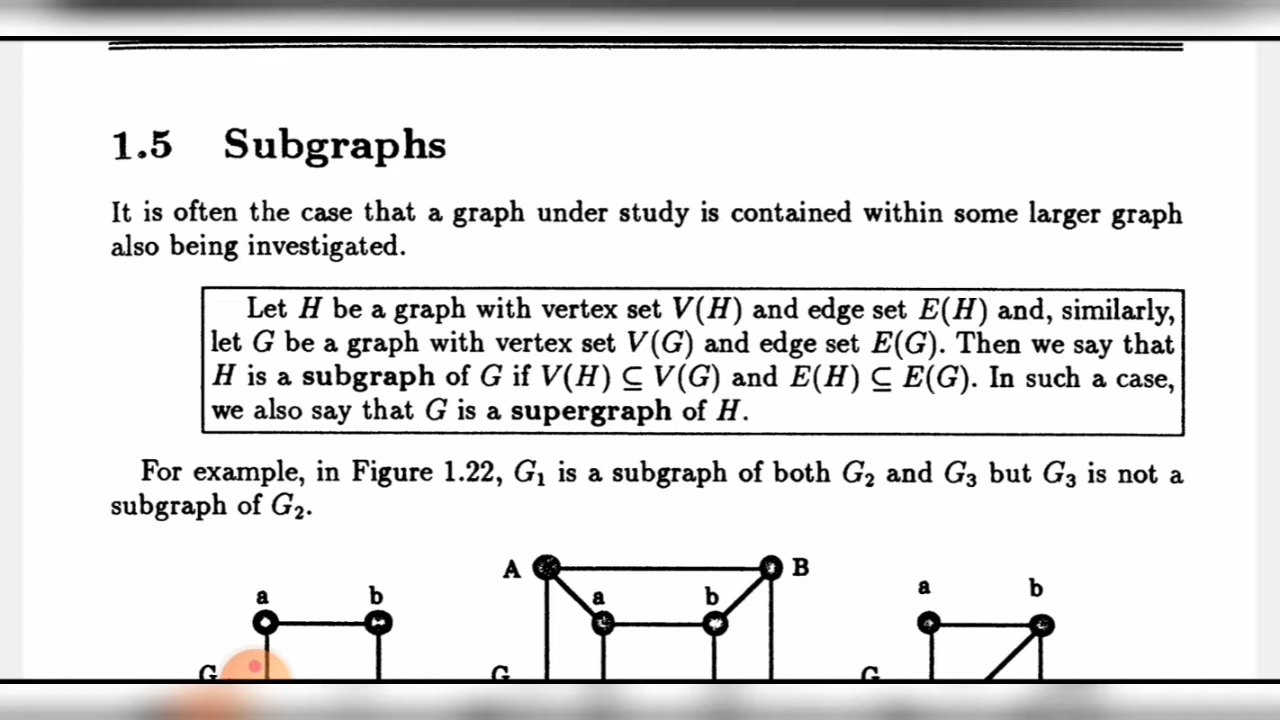 1.5 Subgraphs
It is often the case that a graph under study is contained within some larger graph
also being investigated.
Let H be a graph with vertex set V(H) and edge set E(H) and, similarly,
let G be a graph with vertex set V(G) and edge set E(G). Then we say that
H is a subgraph of G if V(H) ⊆ V(G) and E(H) ⊆ E(G). In such a case,
we also say that G is a supergraph of H.
For example, in Figure 1.22, G₁ is a subgraph of both G₂ and G₃ but G₃ is not a
subgraph of G₂.
A B
a b a b a b
G G G